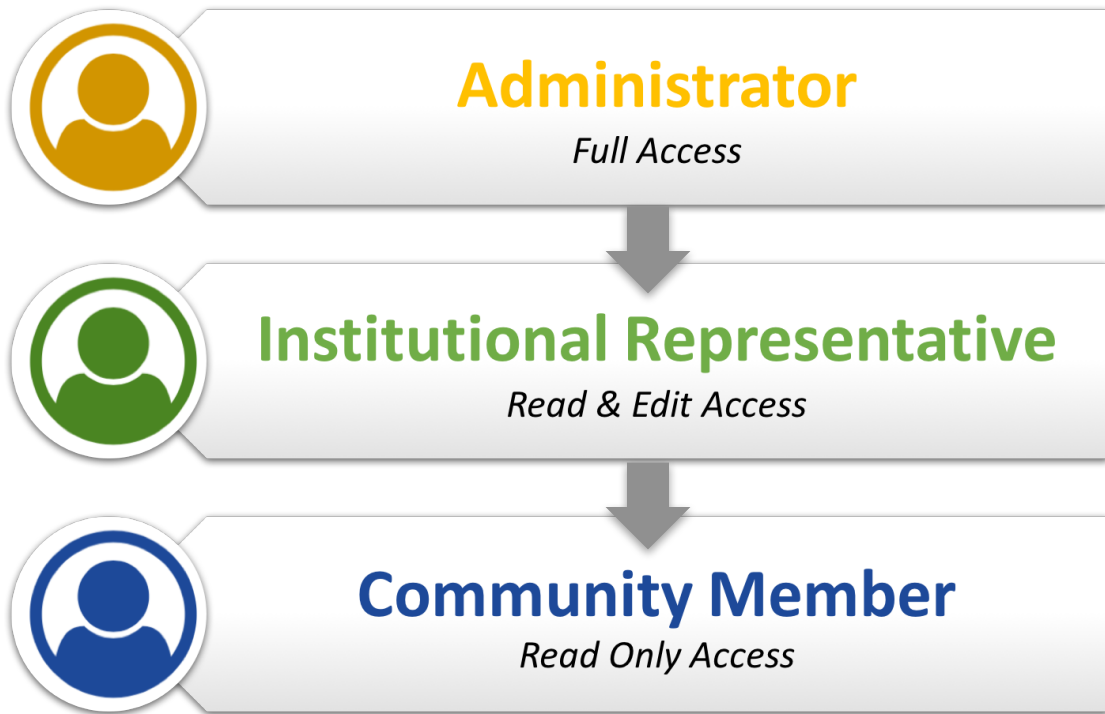 Administrator
Full Access
Institutional Representative
Read & Edit Access
Community Member
Read Only Access